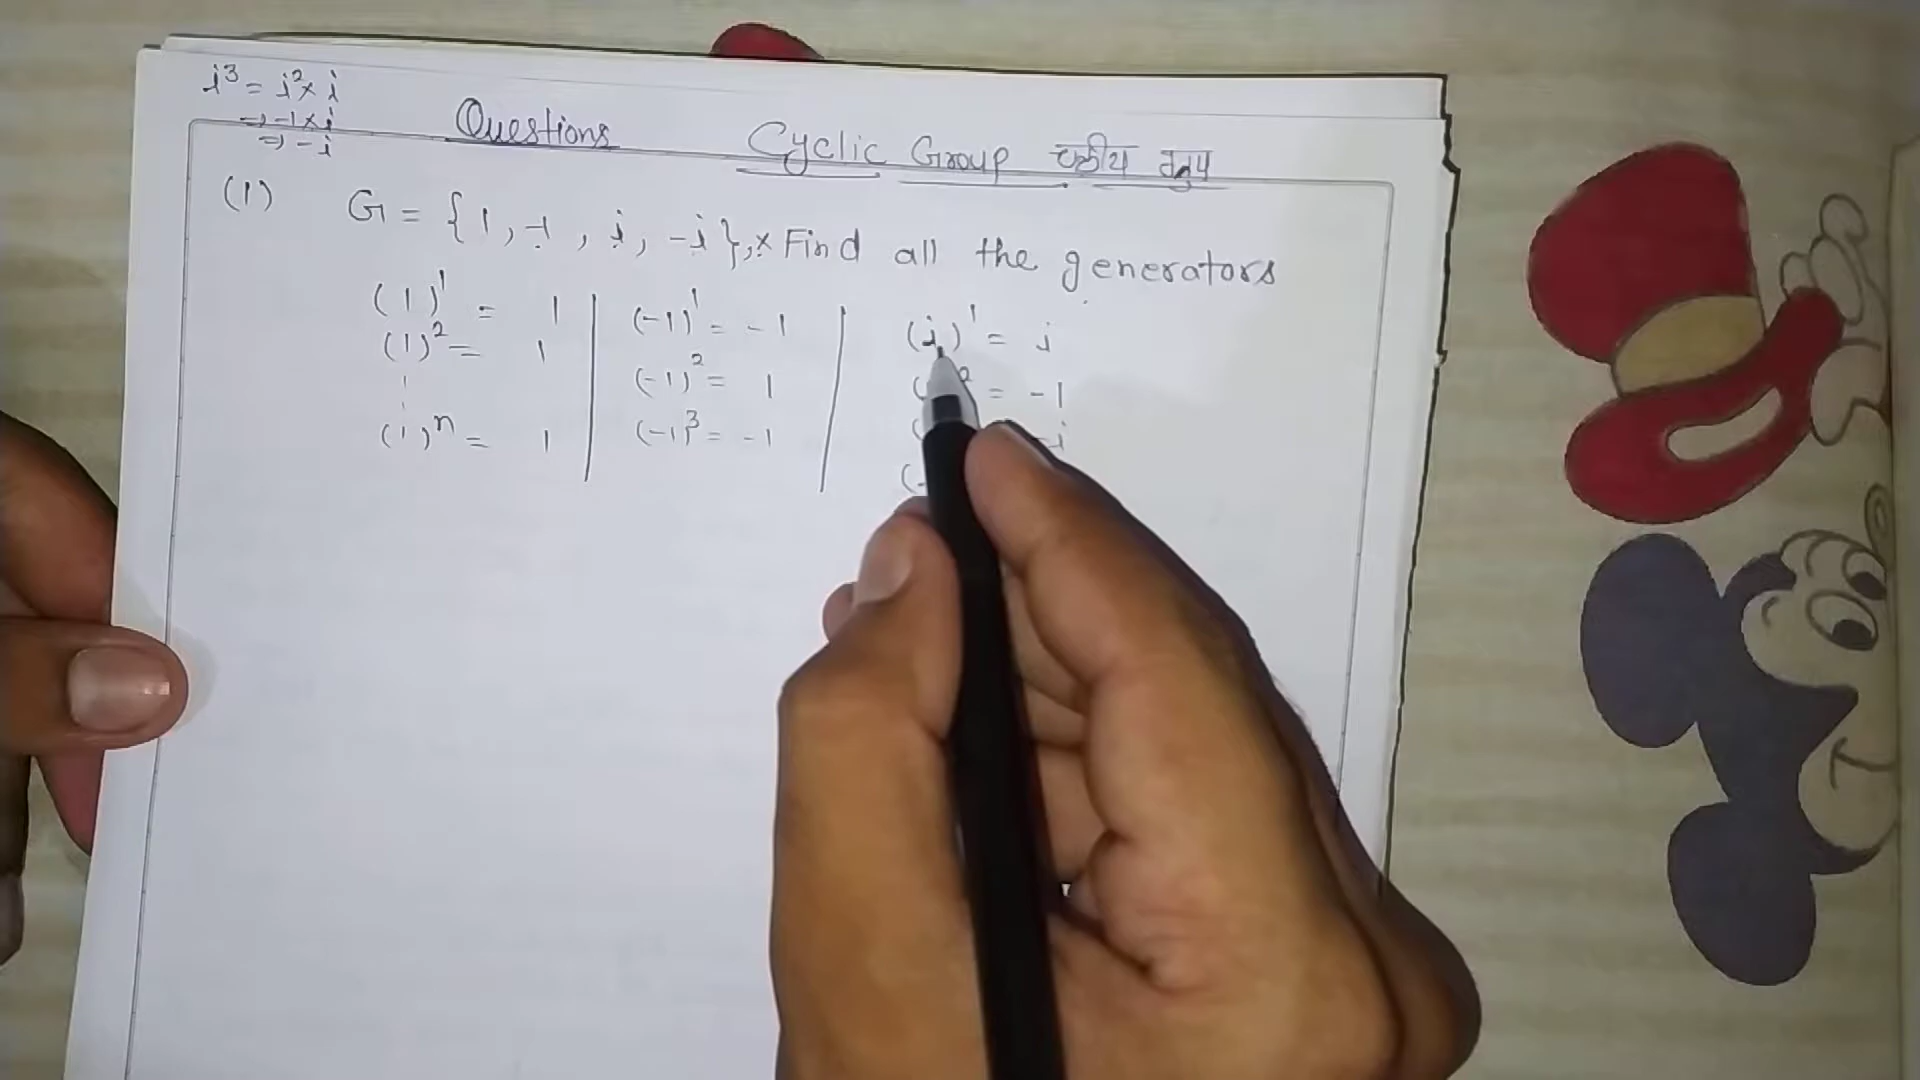 i³ = i² × i
⇒ -1 × i
⇒ -i
Questions Cyclic Group चक्रीय
(1) G = {1, -1, i, -i}, × Find all the generators
(1)¹ = 1
(1)² = 1
(1)ⁿ = 1
(-1)¹ = -1
(-1)² = 1
(-1)³ = -1
(i)¹ = i
² = -1
-i